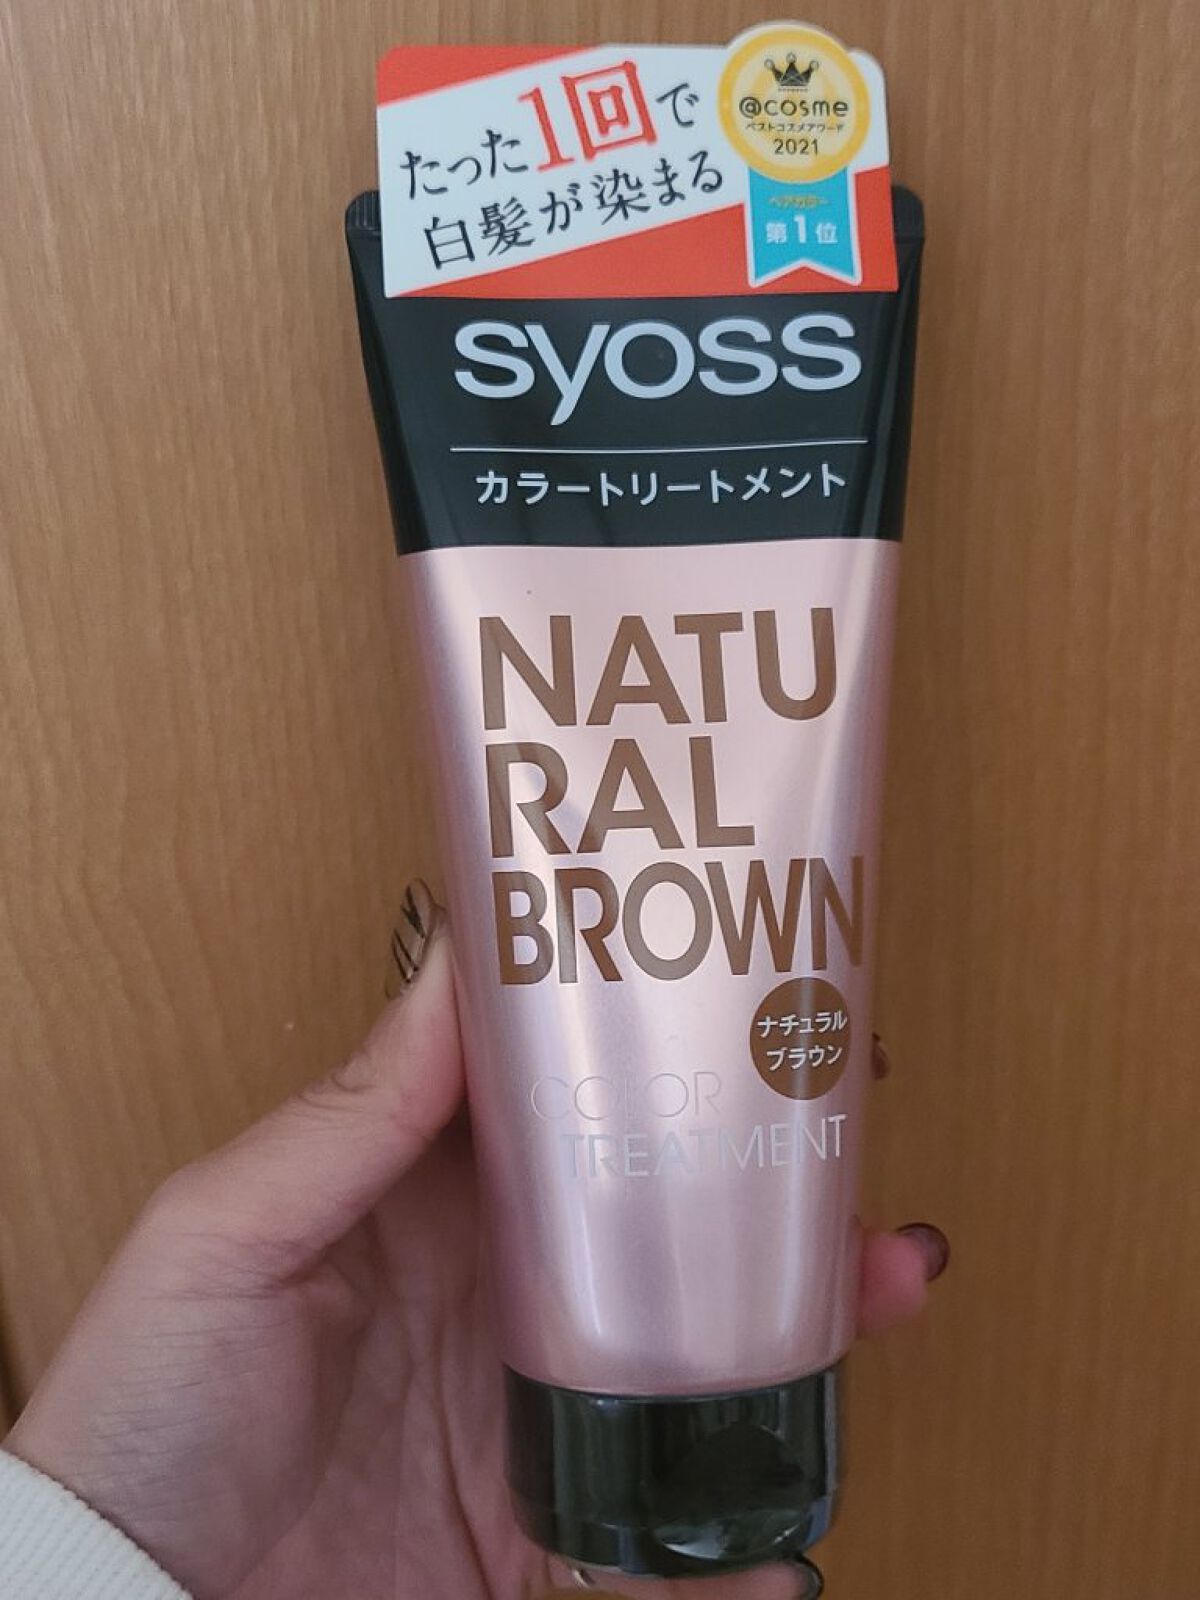 たった1回で
白髪が染まる
@cosme
ベストコスメアワード
2021
ヘアカラー
第1位
syoss
カラートリートメント
NATU
RAL
BROWN
ナチュラル
ブラウン
COLOR
TREATMENT